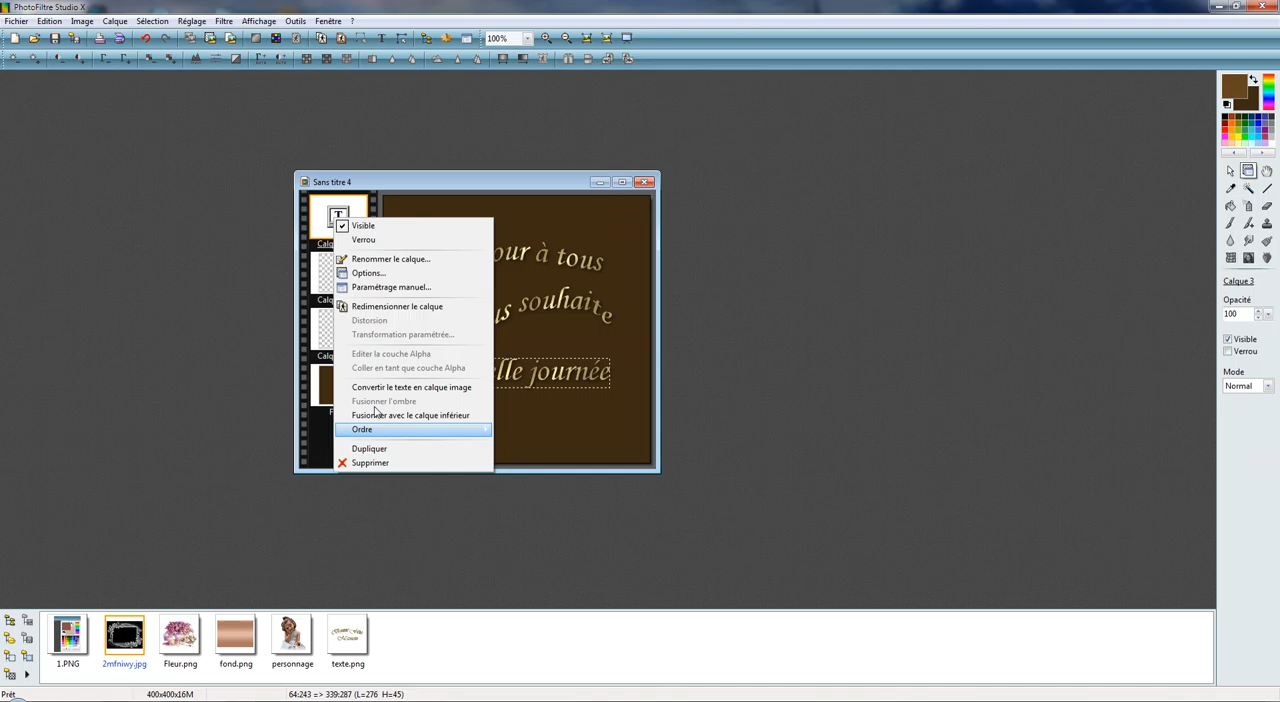 PhotoFiltre Studio X
Fichier Edition Image Calque Sélection Réglage Filtre Affichage Outils Fenêtre ?
100%
Sans titre 4
T
Visible
Verrou
Renommer le calque...
Options...
Paramétrage manuel...
Redimensionner le calque
Distorsion
Transformation paramétrée...
Editer la couche Alpha
Coller en tant que couche Alpha
Convertir le texte en calque image
Fusionner l'ombre
Fusionner avec le calque inférieur
Ordre
Dupliquer
Supprimer
our à tous
us souhaite
elle journée
Calque 3
Opacité
100
Visible
Verrou
Mode
Normal
1.PNG 2mfniwy.jpg Fleur.png fond.png personnage texte.png
Prêt 400x400x16M 64:243 => 339:287 (L=276 H=45)